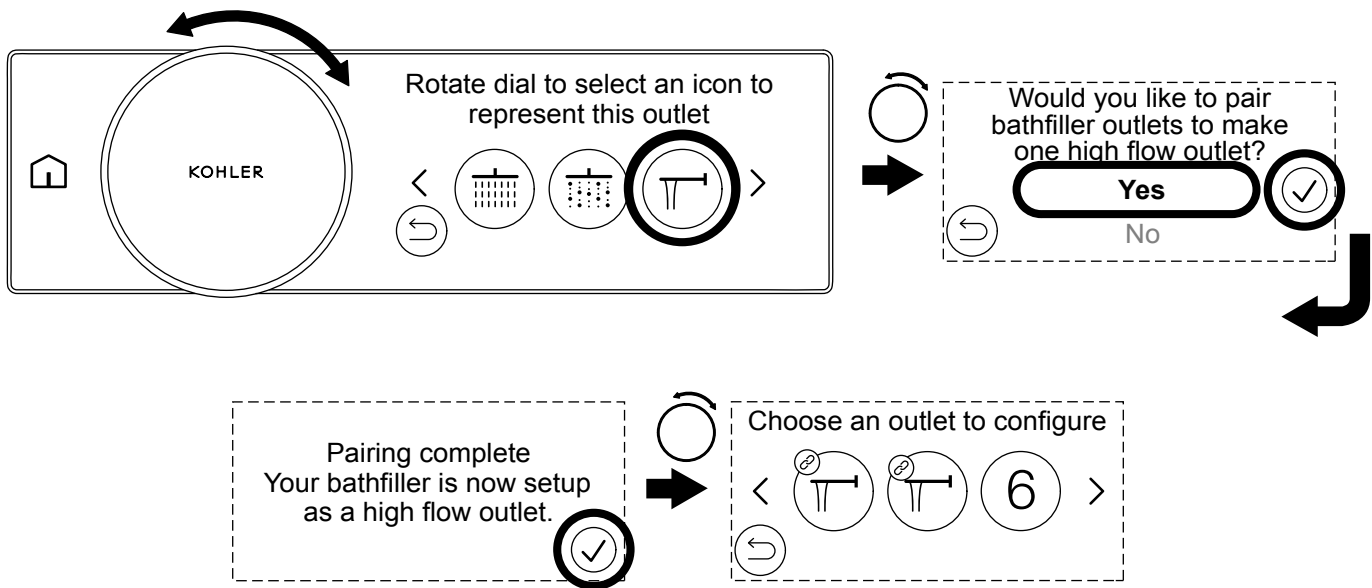 Rotate dial to select an icon to
represent this outlet
KOHLER
Would you like to pair
bathfiller outlets to make
one high flow outlet?
Yes
No
Pairing complete
Your bathfiller is now setup
as a high flow outlet.
Choose an outlet to configure
6